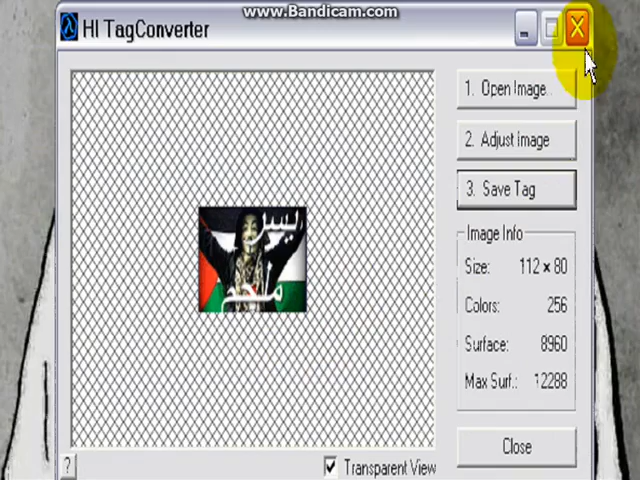 www.Bandicam.com
Hl TagConverter
1. Open Image..
2. Adjust Image
3. Save Tag
Image Info
Size: 112 × 80
Colors: 256
Surface: 8960
Max Surf.: 12288
Close
?
Transparent View